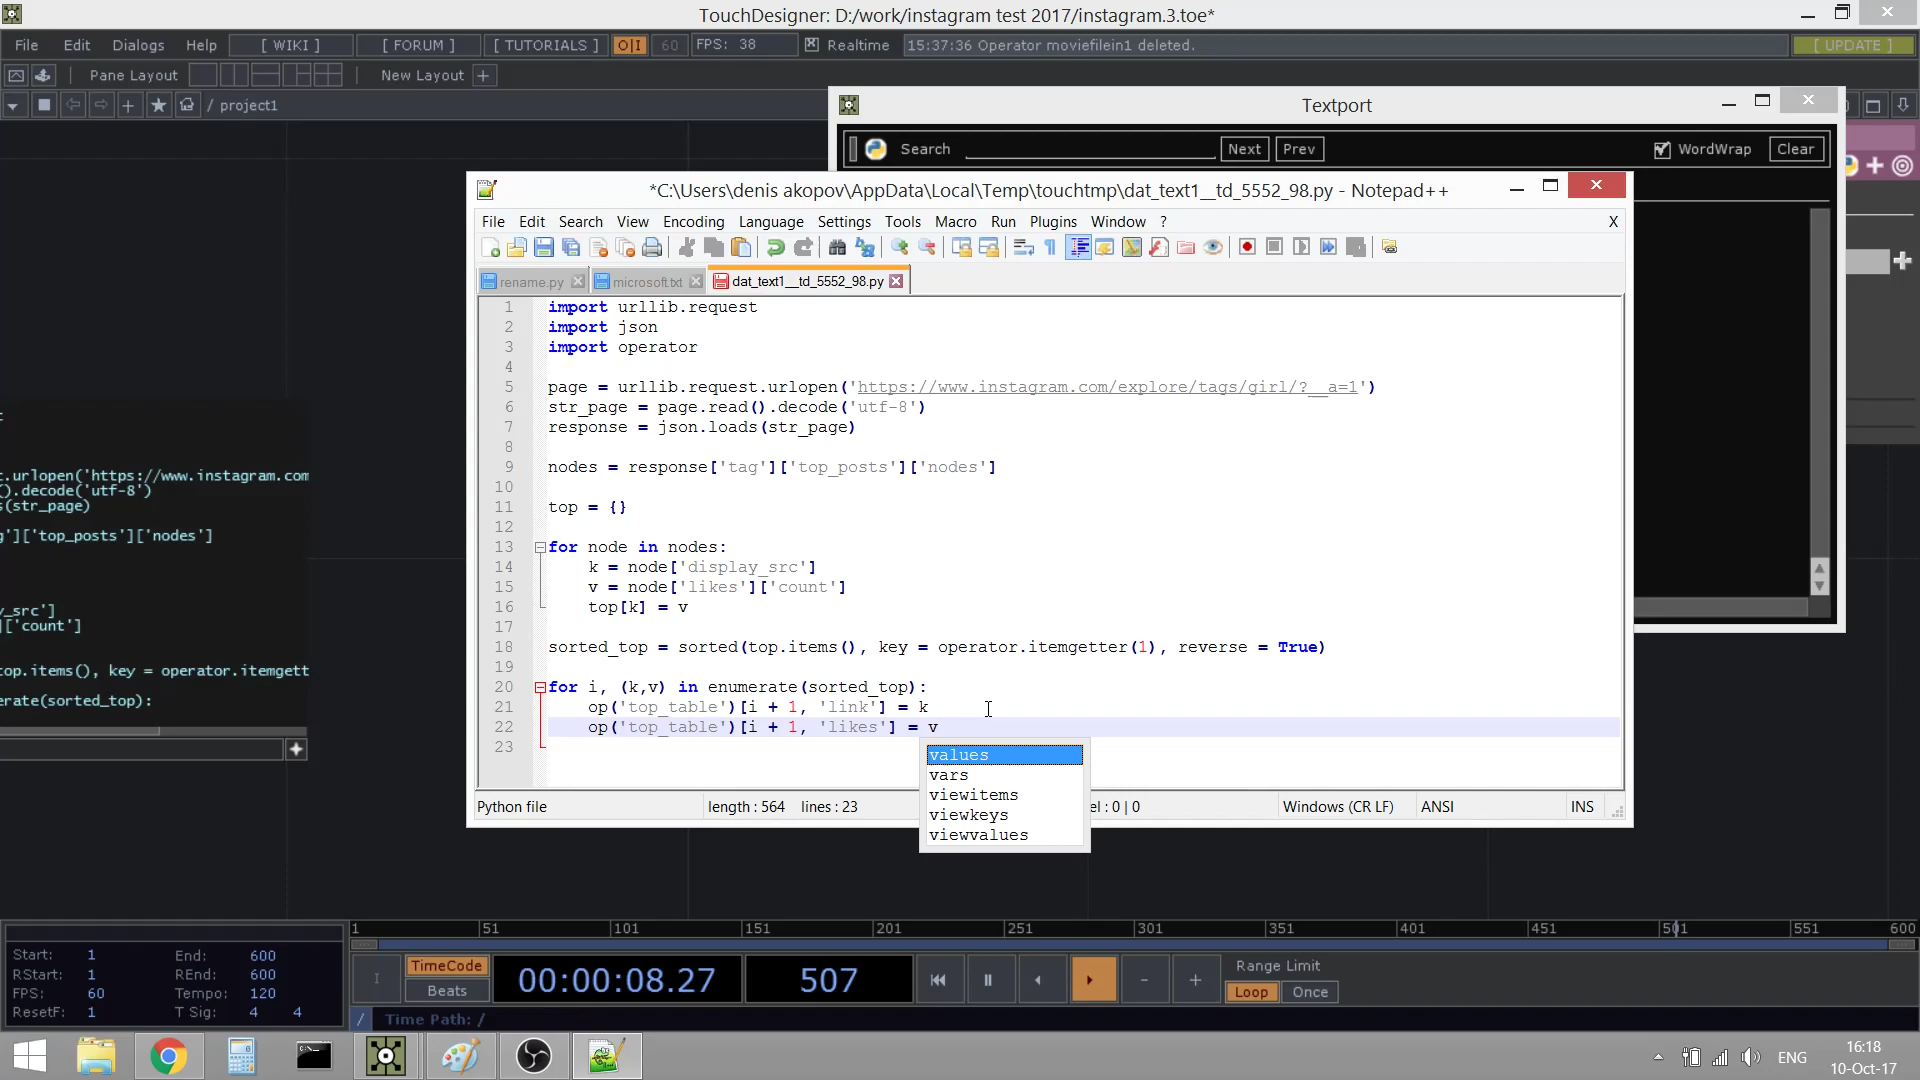 TouchDesigner: D:/work/instagram test 2017/instagram.3.toe*
File Edit Dialogs Help [ WIKI ] [ FORUM ] [ TUTORIALS ] O|I 60 FPS: 38 Realtime 15:37:36 Operator moviefilein1 deleted. [ UPDATE ]
Pane Layout New Layout +
/ project1
Textport
Search Next Prev WordWrap Clear
*C:\Users\denis akopov\AppData\Local\Temp\touchtmp\dat_text1__td_5552_98.py - Notepad++
File Edit Search View Encoding Language Settings Tools Macro Run Plugins Window ? X
rename.py microsoft.txt dat_text1__td_5552_98.py
1 import urllib.request
2 import json
3 import operator
4
5 page = urllib.request.urlopen('https://www.instagram.com/explore/tags/girl/?__a=1')
6 str_page = page.read().decode('utf-8')
7 response = json.loads(str_page)
8
9 nodes = response['tag']['top_posts']['nodes']
10
11 top = {}
12
13 for node in nodes:
14 k = node['display_src']
15 v = node['likes']['count']
16 top[k] = v
17
18 sorted_top = sorted(top.items(), key = operator.itemgetter(1), reverse = True)
19
20 for i, (k,v) in enumerate(sorted_top):
21 op('top_table')[i + 1, 'link'] = k
22 op('top_table')[i + 1, 'likes'] = v
23
values
vars
viewitems
viewkeys
viewvalues
Python file length : 564 lines : 23 el : 0 | 0 Windows (CR LF) ANSI INS
t
t.urlopen('https://www.instagram.com
().decode('utf-8')
s(str_page)
g']['top_posts']['nodes']
y_src']
]['count']
top.items(), key = operator.itemgett
erate(sorted_top):
1 51 101 151 201 251 301 351 401 451 501 551 600
Start: 1 End: 600
RStart: 1 REnd: 600
FPS: 60 Tempo: 120
ResetF: 1 T Sig: 4 4
TimeCode
Beats
00:00:08.27 507
Range Limit
Loop Once
/ Time Path: /
ENG
16:18
10-Oct-17